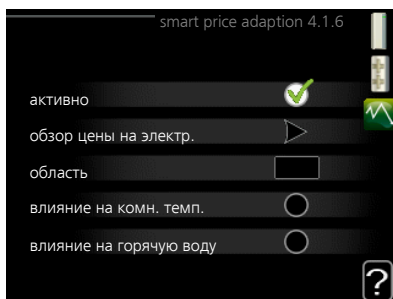 smart price adaption 4.1.6
активно
обзор цены на электр.
область
влияние на комн. темп.
влияние на горячую воду
?